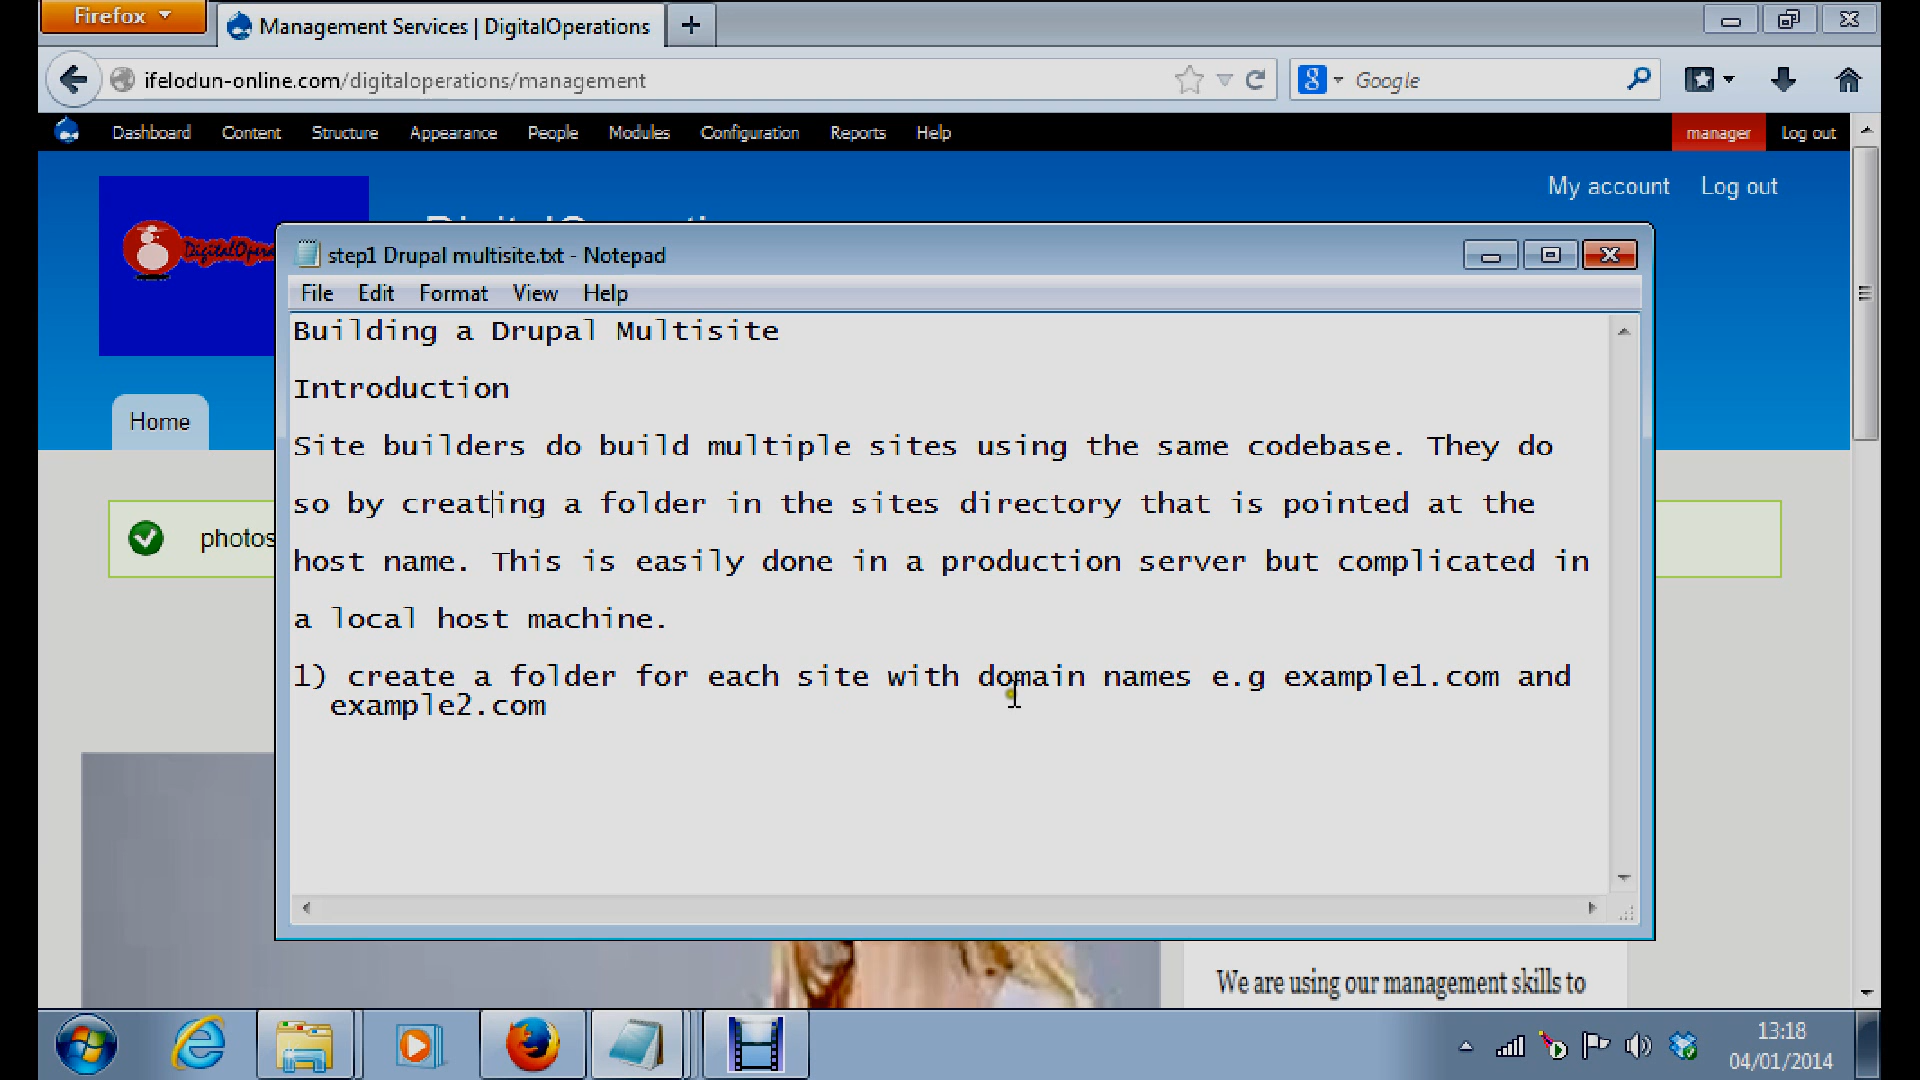 Firefox
Management Services | DigitalOperations
ifelodun-online.com/digitaloperations/management
Google
Dashboard Content Structure Appearance People Modules Configuration Reports Help
manager Log out
My account Log out
step1 Drupal multisite.txt - Notepad
File Edit Format View Help
Building a Drupal Multisite
Introduction
Site builders do build multiple sites using the same codebase. They do
so by creating a folder in the sites directory that is pointed at the
host name. This is easily done in a production server but complicated in
a local host machine.
1) create a folder for each site with domain names e.g example1.com and
example2.com
Home
photos
We are using our management skills to
13:18
04/01/2014